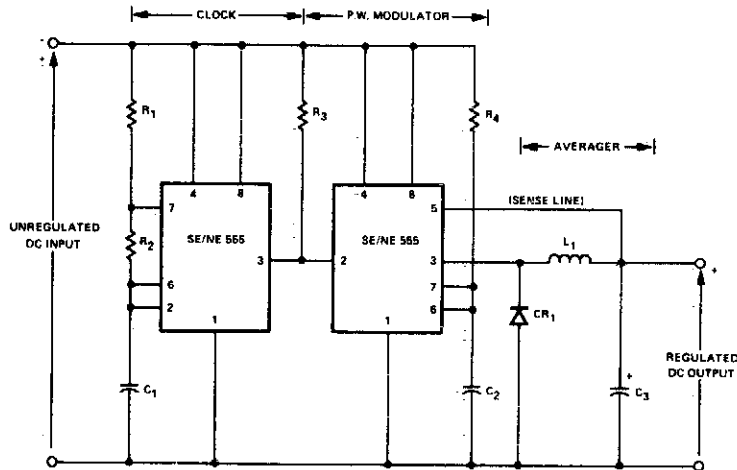 CLOCK
P.W. MODULATOR
-
+
R1
R3
R4
AVERAGER
4
8
4
8
7
5
(SENSE LINE)
UNREGULATED
DC INPUT
R2
SE/NE 555
3
2
SE/NE 555
3
L1
+
6
7
2
6
CR1
1
1
REGULATED
DC OUTPUT
C1
C2
+
C3
-